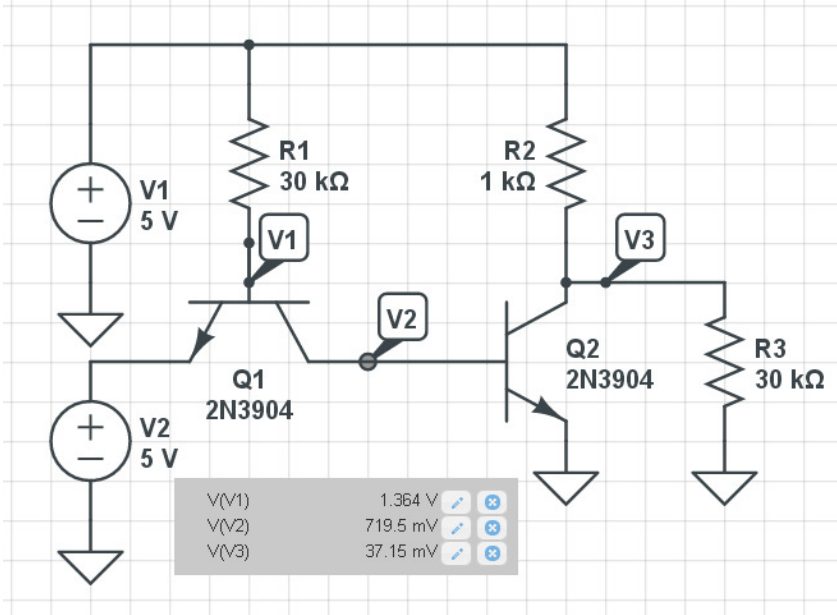 R1
30 kΩ
R2
1 kΩ
V1
5 V
V1
V3
V2
Q1
2N3904
Q2
2N3904
R3
30 kΩ
V2
5 V
V(V1) 1.364 V
V(V2) 719.5 mV
V(V3) 37.15 mV